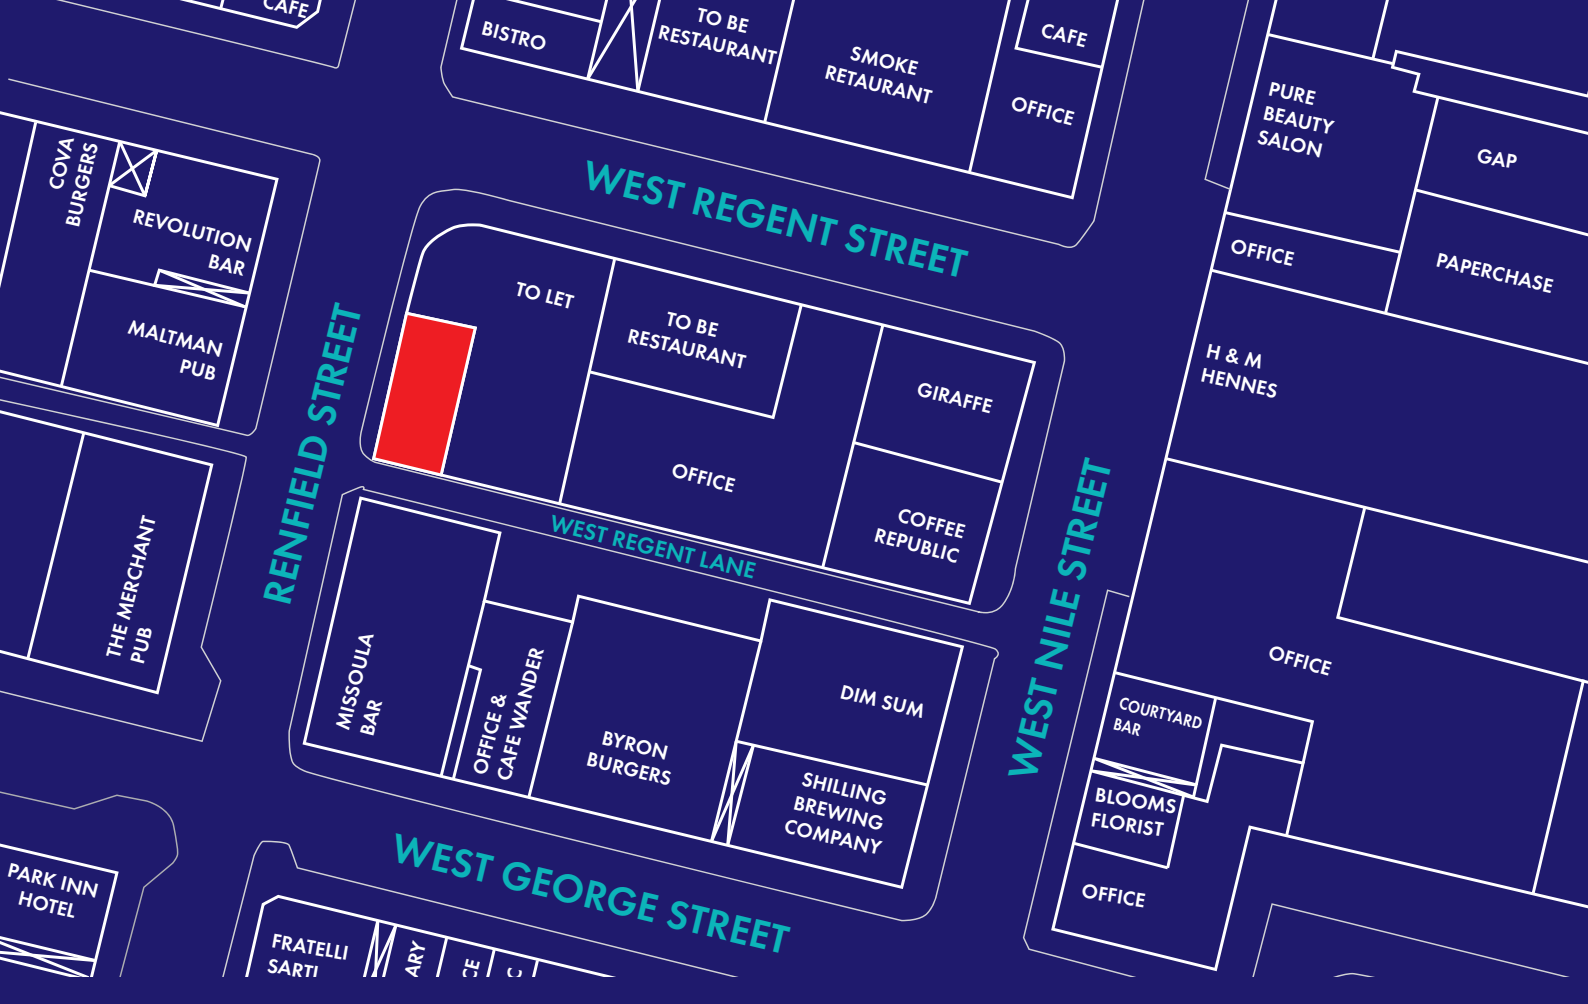 CAFE
BISTRO
TO BE
RESTAURANT
SMOKE
RETAURANT
CAFE
OFFICE
PURE
BEAUTY
SALON
GAP
OFFICE
PAPERCHASE
H & M
HENNES
COVA
BURGERS
REVOLUTION
BAR
MALTMAN
PUB
WEST REGENT STREET
TO LET
TO BE
RESTAURANT
GIRAFFE
OFFICE
COFFEE
REPUBLIC
RENFIELD STREET
WEST REGENT LANE
WEST NILE STREET
THE MERCHANT
PUB
MISSOULA
BAR
OFFICE &
CAFE WANDER
BYRON
BURGERS
DIM SUM
SHILLING
BREWING
COMPANY
OFFICE
COURTYARD
BAR
BLOOMS
FLORIST
OFFICE
WEST GEORGE STREET
PARK INN
HOTEL
FRATELLI
SARTI
ARY
CE
C